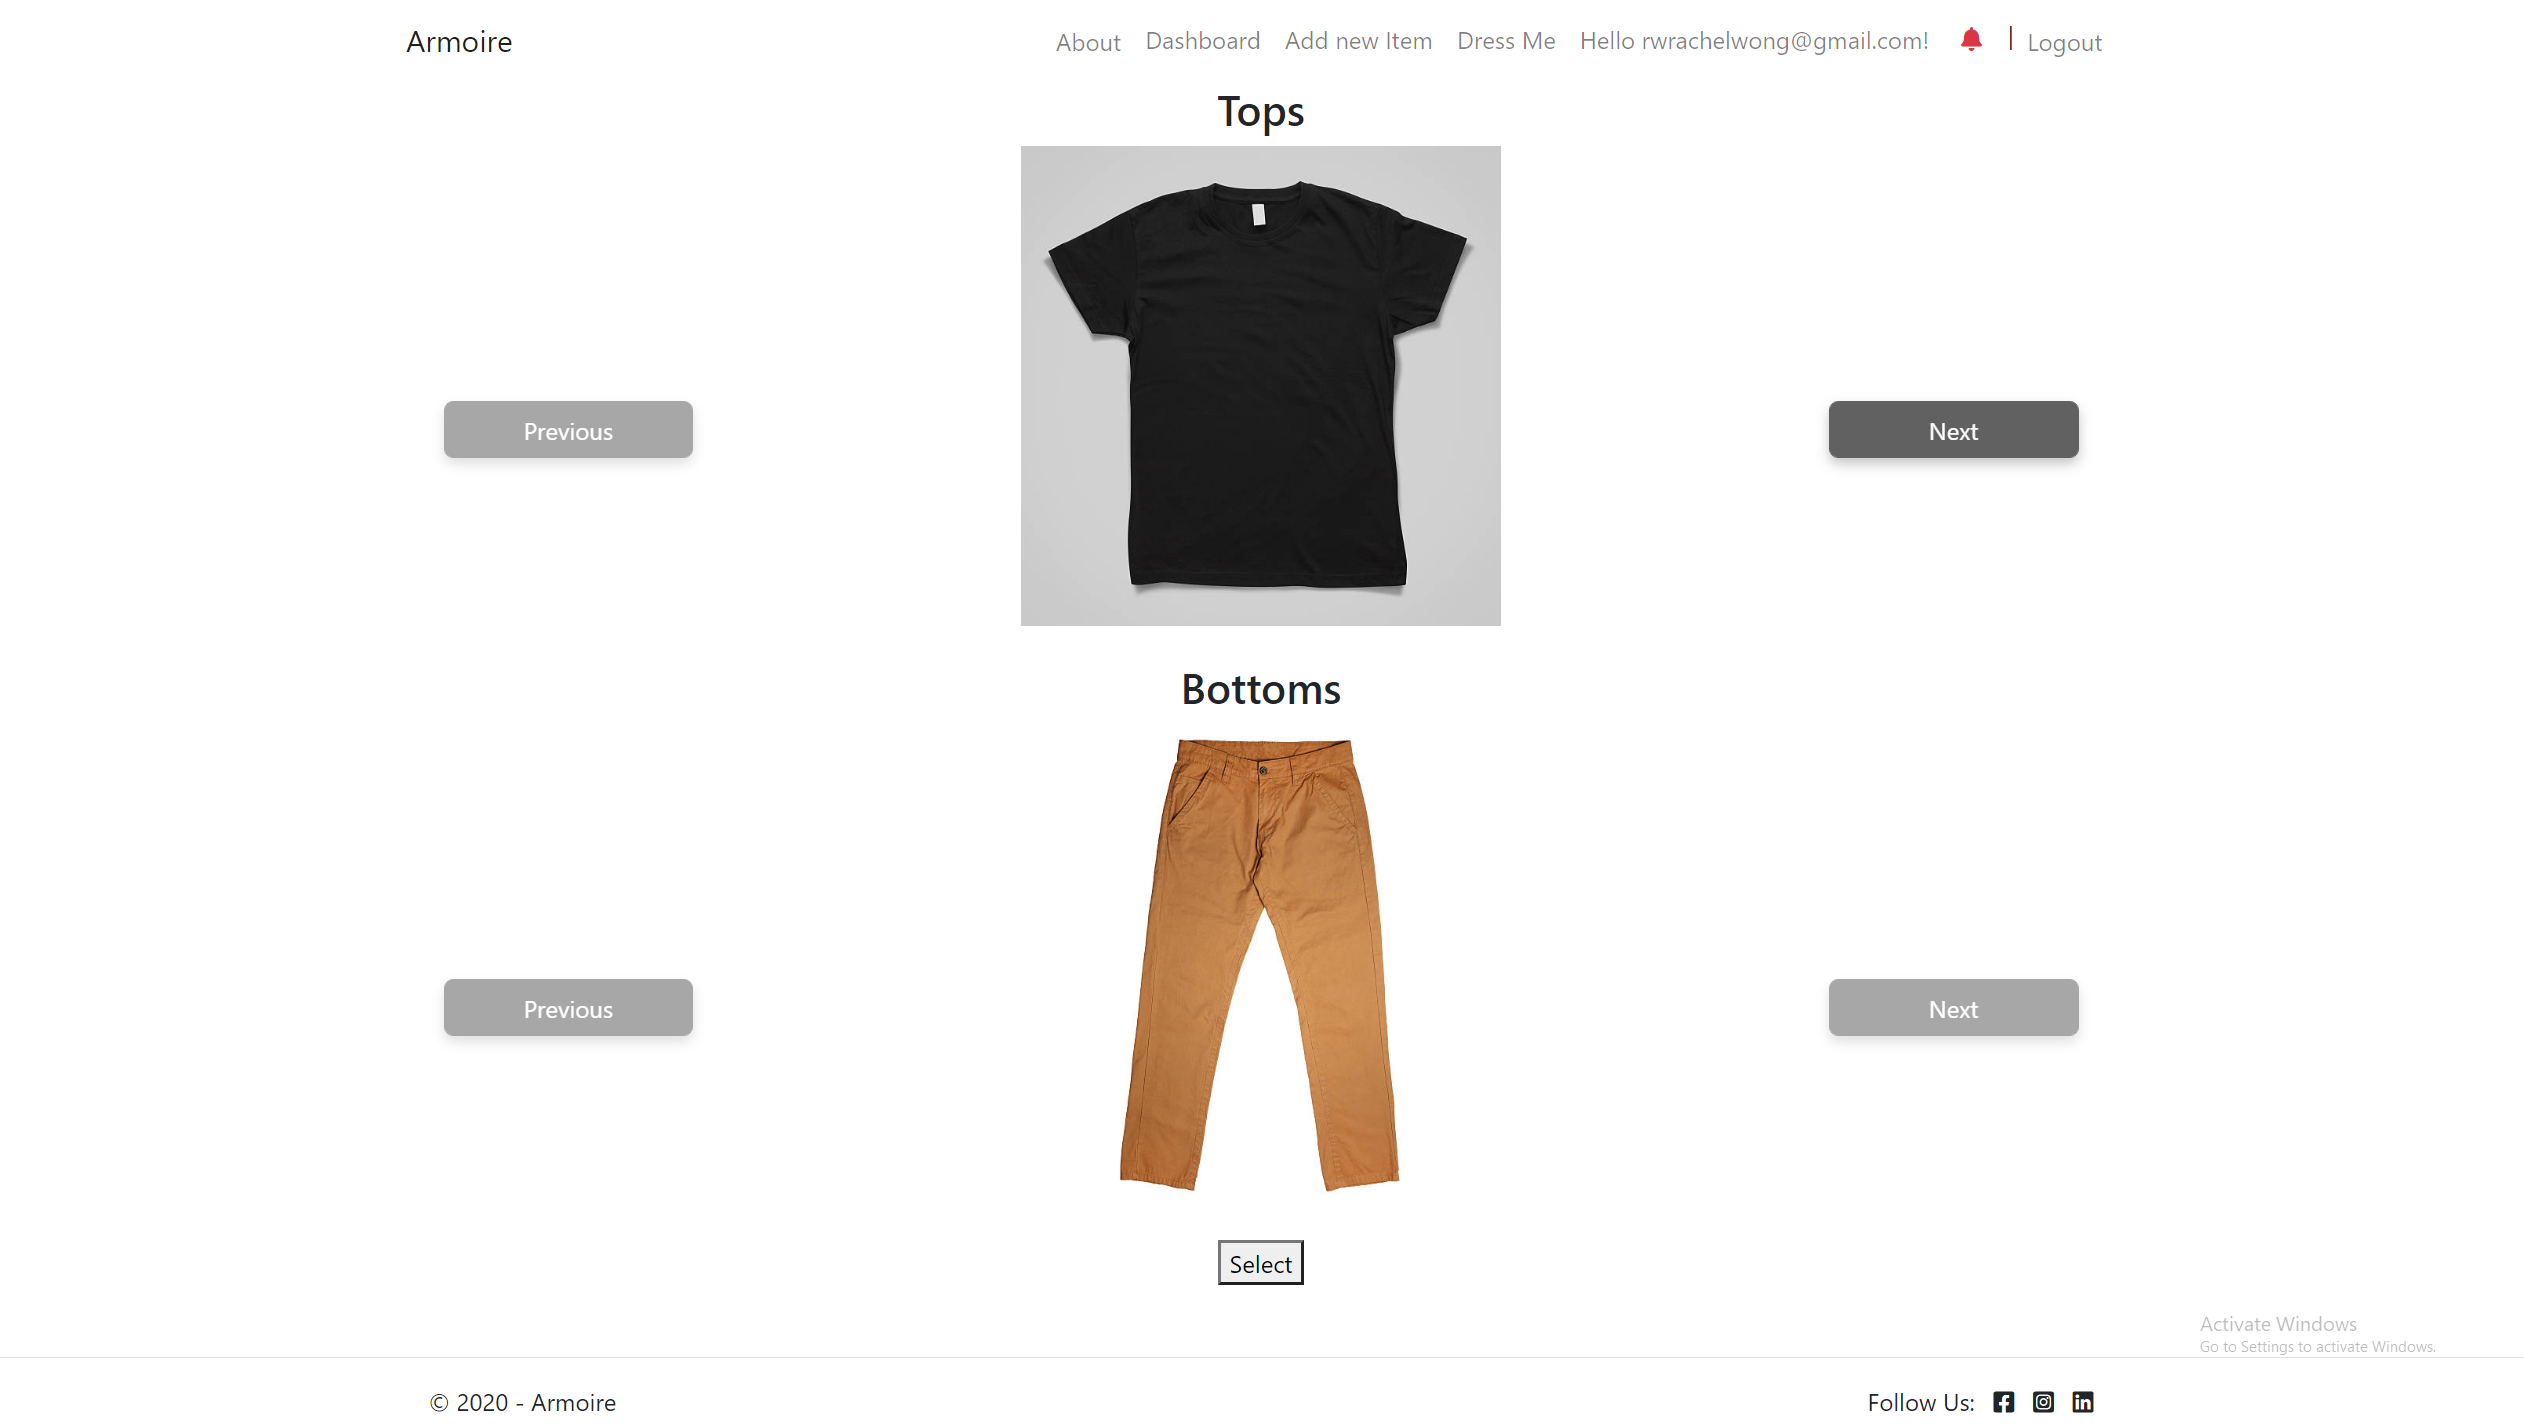 Armoire
About Dashboard Add new Item Dress Me Hello rwrachelwong@gmail.com! | Logout
Tops
Previous
Next
Bottoms
Previous
Next
Select
Activate Windows
Go to Settings to activate Windows.
© 2020 - Armoire
Follow Us: